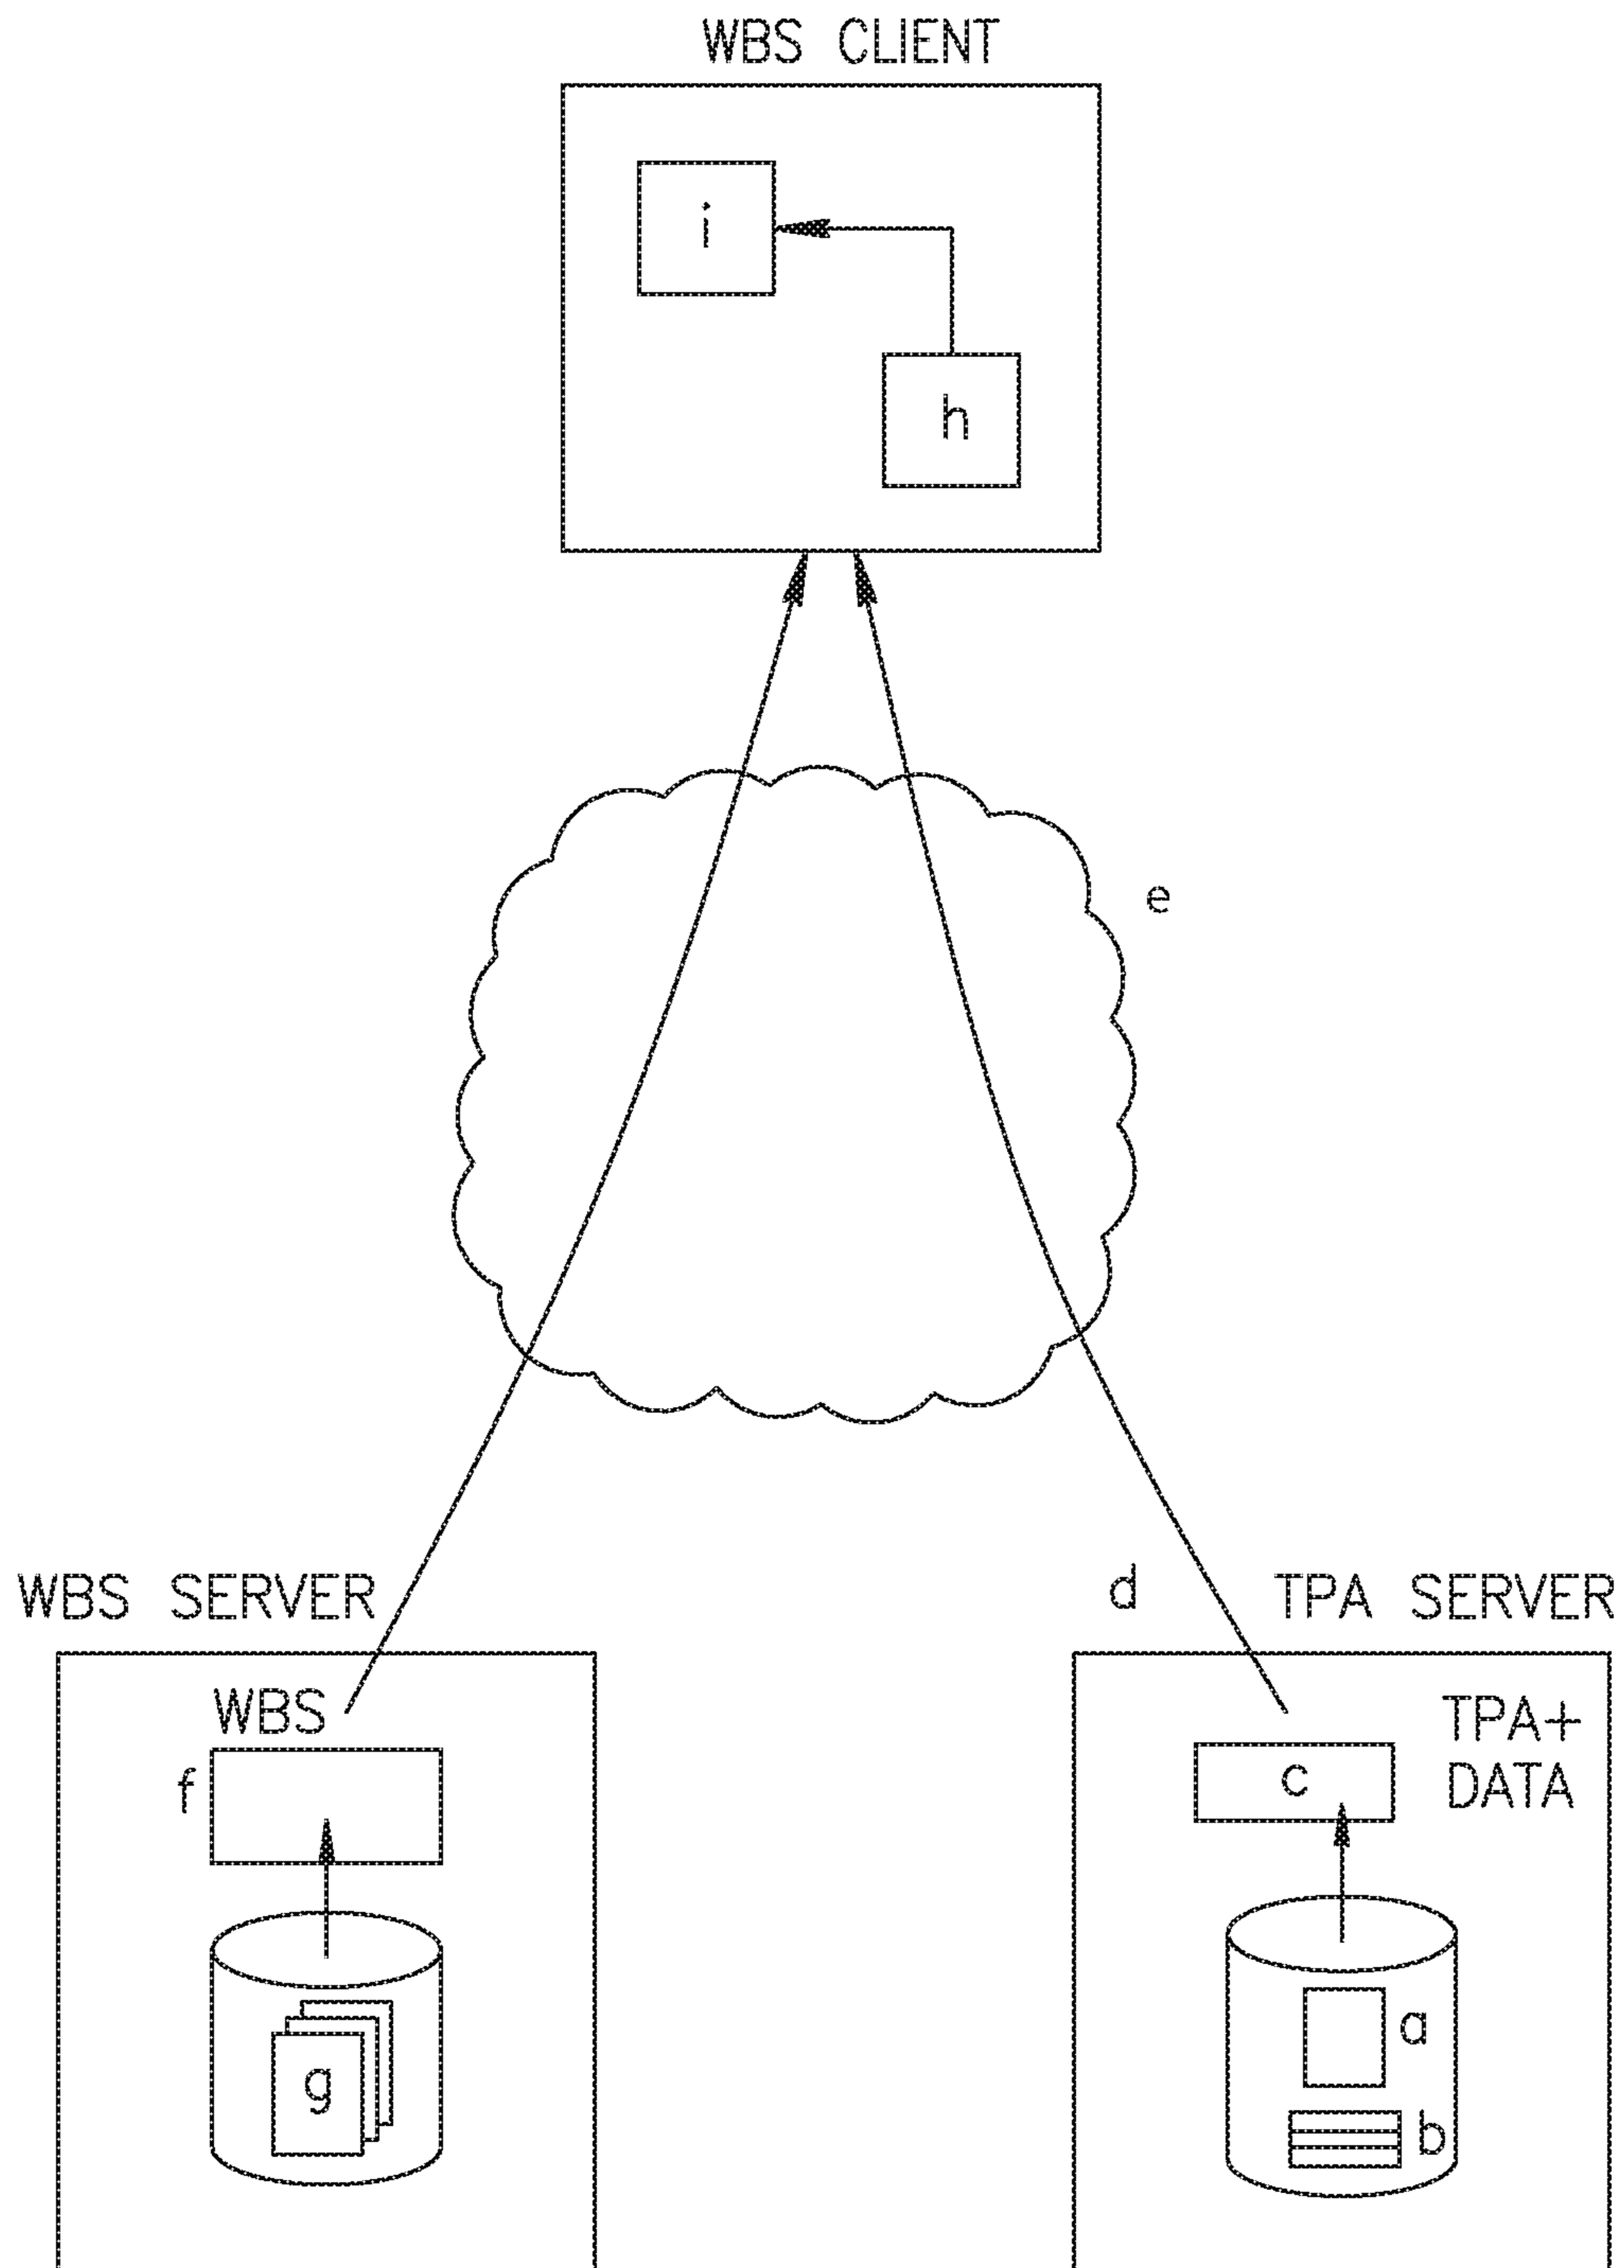 WBS CLIENT
i
h
e
d
WBS SERVER
TPA SERVER
WBS
f
c
TPA+
DATA
g
a
b